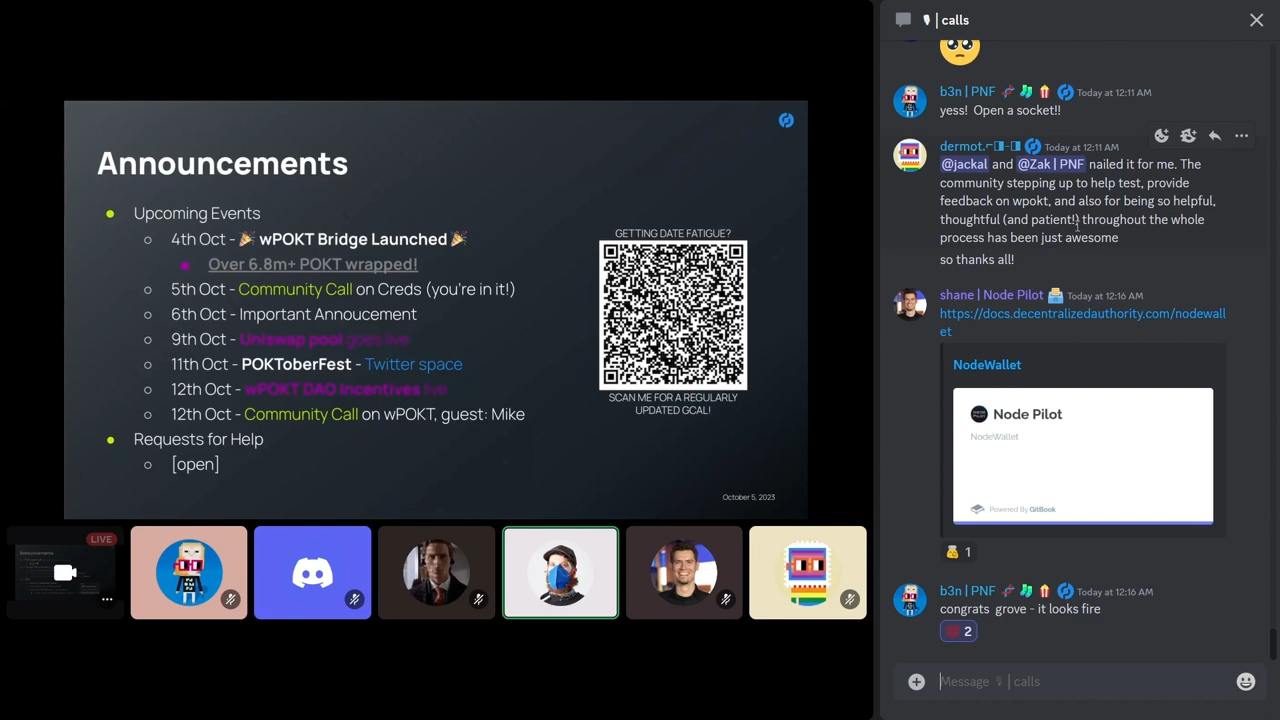 Announcements
Upcoming Events
4th Oct - 🎉 wPOKT Bridge Launched 🎉
Over 6.8m+ POKT wrapped!
5th Oct - Community Call on Creds (you're in it!)
6th Oct - Important Annoucement
9th Oct - Uniswap pool goes live
11th Oct - POKToberFest - Twitter space
12th Oct - wPOKT DAO Incentives live
12th Oct - Community Call on wPOKT, guest: Mike
Requests for Help
[open]
GETTING DATE FATIGUE?
SCAN ME FOR A REGULARLY
UPDATED GCAL!
October 5, 2023
LIVE
calls
b3n | PNF Today at 12:11 AM
yess! Open a socket!!
dermot. Today at 12:11 AM
@jackal and @Zak | PNF nailed it for me. The
community stepping up to help test, provide
feedback on wpokt, and also for being so helpful,
thoughtful (and patient!) throughout the whole
process has been just awesome
so thanks all!
shane | Node Pilot Today at 12:16 AM
https://docs.decentralizedauthority.com/nodewall
et
NodeWallet
Node Pilot
NodeWallet
Powered By GitBook
1
b3n | PNF Today at 12:16 AM
congrats grove - it looks fire
2
Message | calls